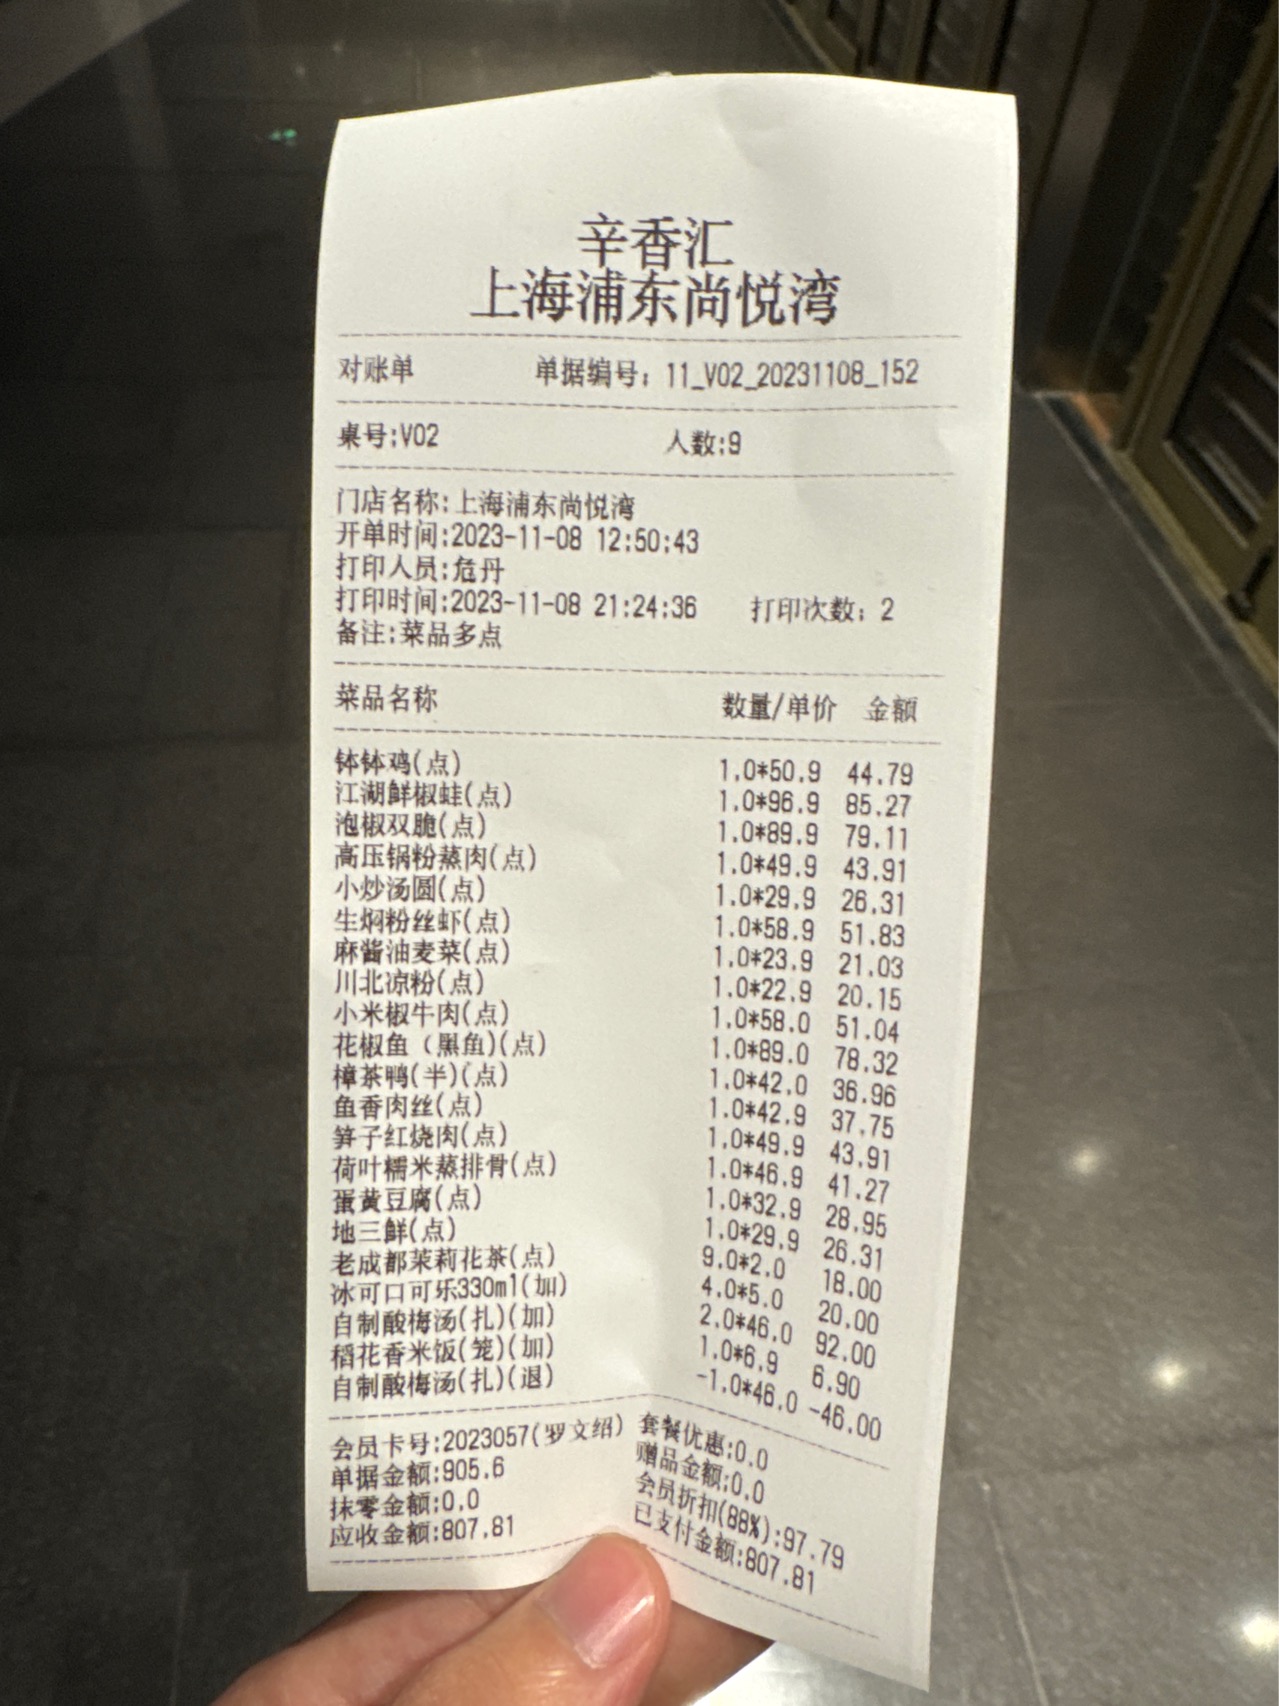 辛香汇
上海浦东尚悦湾
对账单 单据编号: 11_V02_20231108_152
桌号:V02 人数:9
门店名称:上海浦东尚悦湾
开单时间:2023-11-08 12:50:43
打印人员:危丹
打印时间:2023-11-08 21:24:36 打印次数: 2
备注:菜品多点
菜品名称 数量/单价 金额
钵钵鸡(点) 1.0*50.9 44.79
江湖鲜椒蛙(点) 1.0*96.9 85.27
泡椒双脆(点) 1.0*89.9 79.11
高压锅粉蒸肉(点) 1.0*49.9 43.91
小炒汤圆(点) 1.0*29.9 26.31
生焖粉丝虾(点) 1.0*58.9 51.83
麻酱油麦菜(点) 1.0*23.9 21.03
川北凉粉(点) 1.0*22.9 20.15
小米椒牛肉(点) 1.0*58.0 51.04
花椒鱼（黑鱼)(点) 1.0*89.0 78.32
樟茶鸭(半)(点) 1.0*42.0 36.96
鱼香肉丝(点) 1.0*42.9 37.75
笋子红烧肉(点) 1.0*49.9 43.91
荷叶糯米蒸排骨(点) 1.0*46.9 41.27
蛋黄豆腐(点) 1.0*32.9 28.95
地三鲜(点) 1.0*29.9 26.31
老成都茉莉花茶(点) 9.0*2.0 18.00
冰可口可乐330ml(加) 4.0*5.0 20.00
自制酸梅汤(扎)(加) 2.0*46.0 92.00
稻花香米饭(笼)(加) 1.0*6.9 6.90
自制酸梅汤(扎)(退) -1.0*46.0 -46.00
会员卡号:2023057(罗文绍) 套餐优惠:0.0
单据金额:905.6 赠品金额:0.0
抹零金额:0.0 会员折扣(88%):97.79
应收金额:807.81 已支付金额:807.81